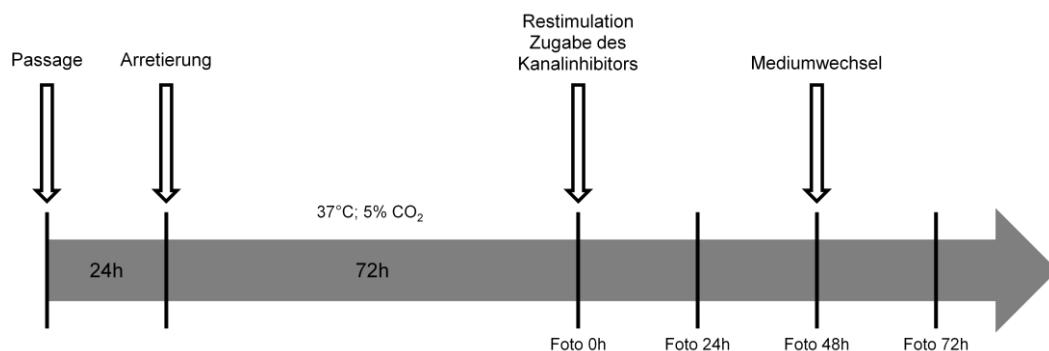 Passage
Arretierung
Restimulation
Zugabe des
Kanalinhibitors
Mediumwechsel
37°C; 5% CO₂
24h
72h
Foto 0h
Foto 24h
Foto 48h
Foto 72h